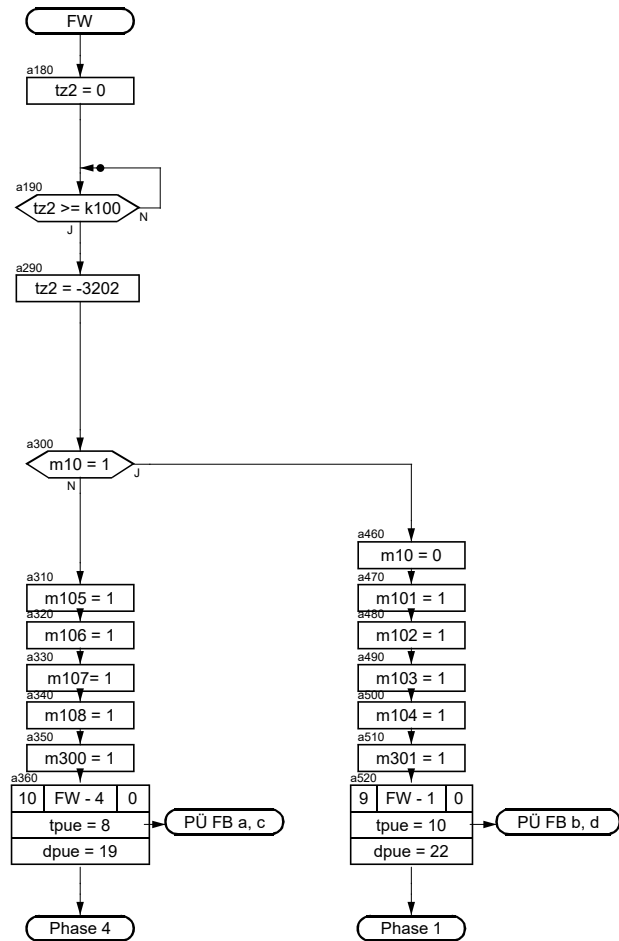 FW
a180
tz2 = 0
a190
tz2 >= k100
N
J
a290
tz2 = -3202
a300
m10 = 1
J
N
a460
m10 = 0
a310
m105 = 1
a320
m106 = 1
a330
m107= 1
a340
m108 = 1
a350
m300 = 1
a360
10 FW - 4 0
tpue = 8
PÜ FB a, c
dpue = 19
Phase 4
a470
m101 = 1
a480
m102 = 1
a490
m103 = 1
a500
m104 = 1
a510
m301 = 1
a520
9 FW - 1 0
tpue = 10
PÜ FB b, d
dpue = 22
Phase 1